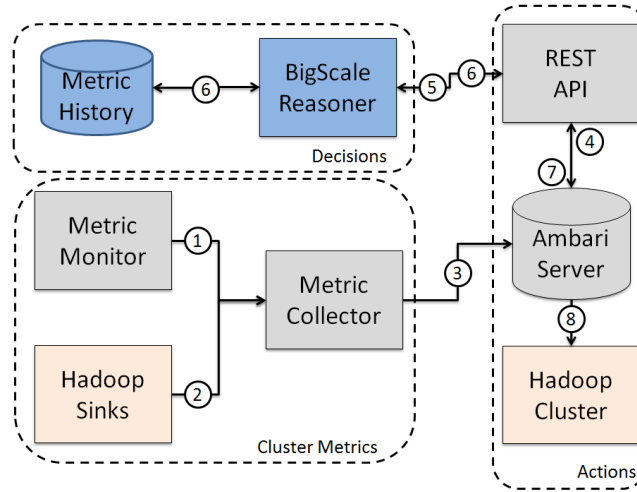 Metric
History
6
BigScale
Reasoner
5
6
REST
API
Decisions
4
7
Metric
Monitor
1
Metric
Collector
3
Ambari
Server
8
Hadoop
Sinks
2
Hadoop
Cluster
Cluster Metrics
Actions